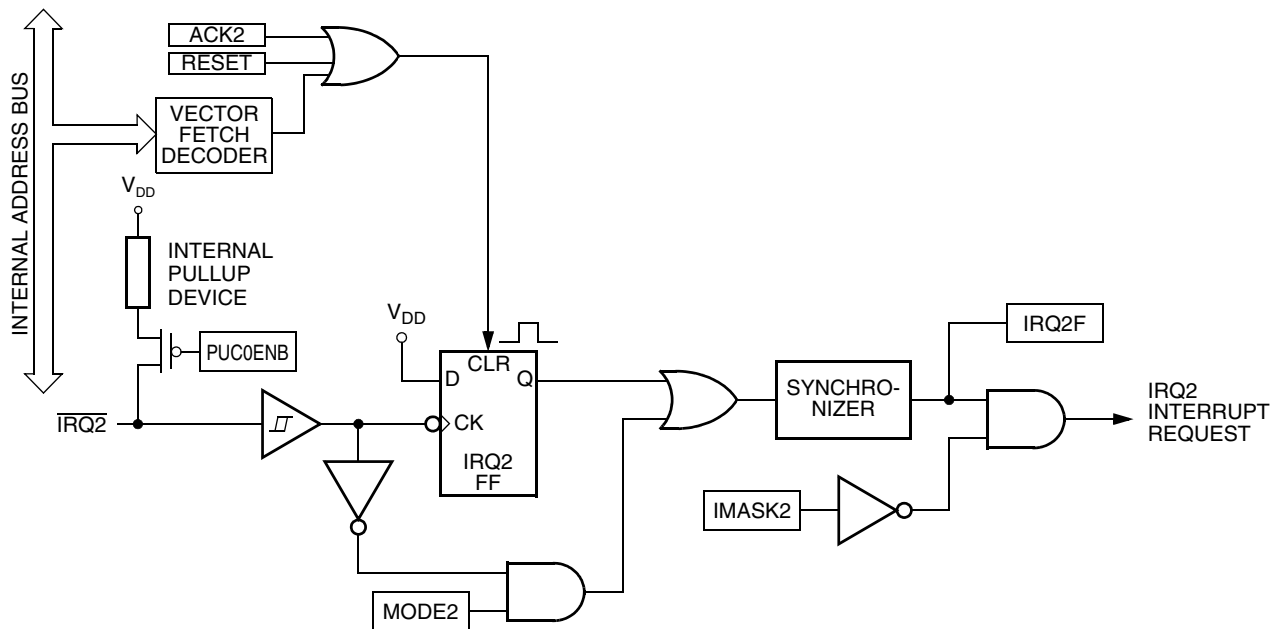 INTERNAL ADDRESS BUS
ACK2
RESET
VECTOR
FETCH
DECODER
VDD
INTERNAL
PULLUP
DEVICE
PUC0ENB
IRQ2
VDD
CLR
D
Q
CK
IRQ2
FF
SYNCHRO-
NIZER
IRQ2F
IRQ2
INTERRUPT
REQUEST
IMASK2
MODE2